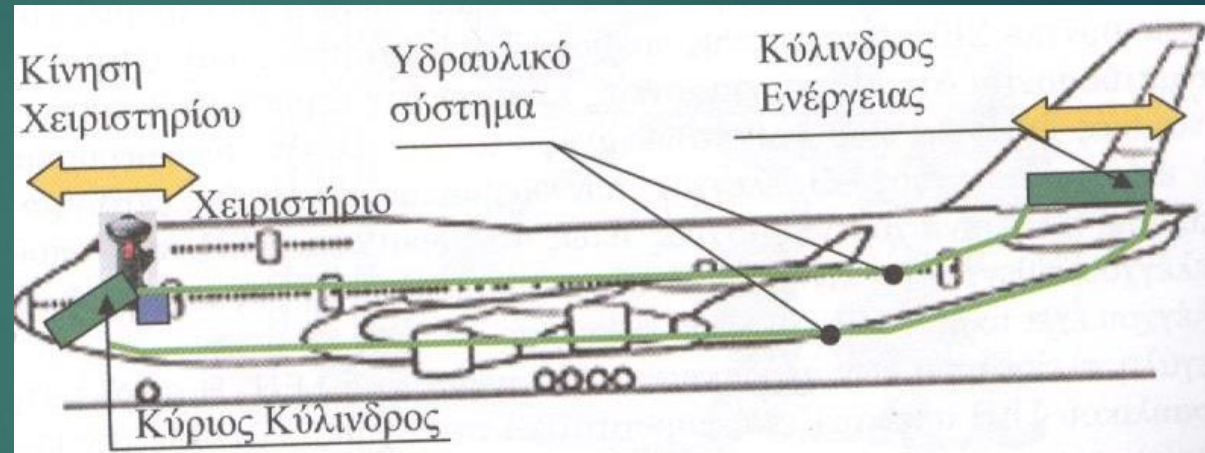 Κίνηση
Χειριστηρίου
Υδραυλικό
σύστημα
Κύλινδρος
Ενέργειας
Χειριστήριο
Κύριος Κύλινδρος